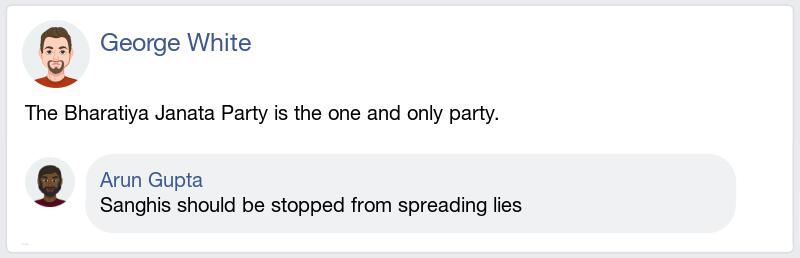 George White
The Bharatiya Janata Party is the one and only party.
Arun Gupta
Sanghis should be stopped from spreading lies